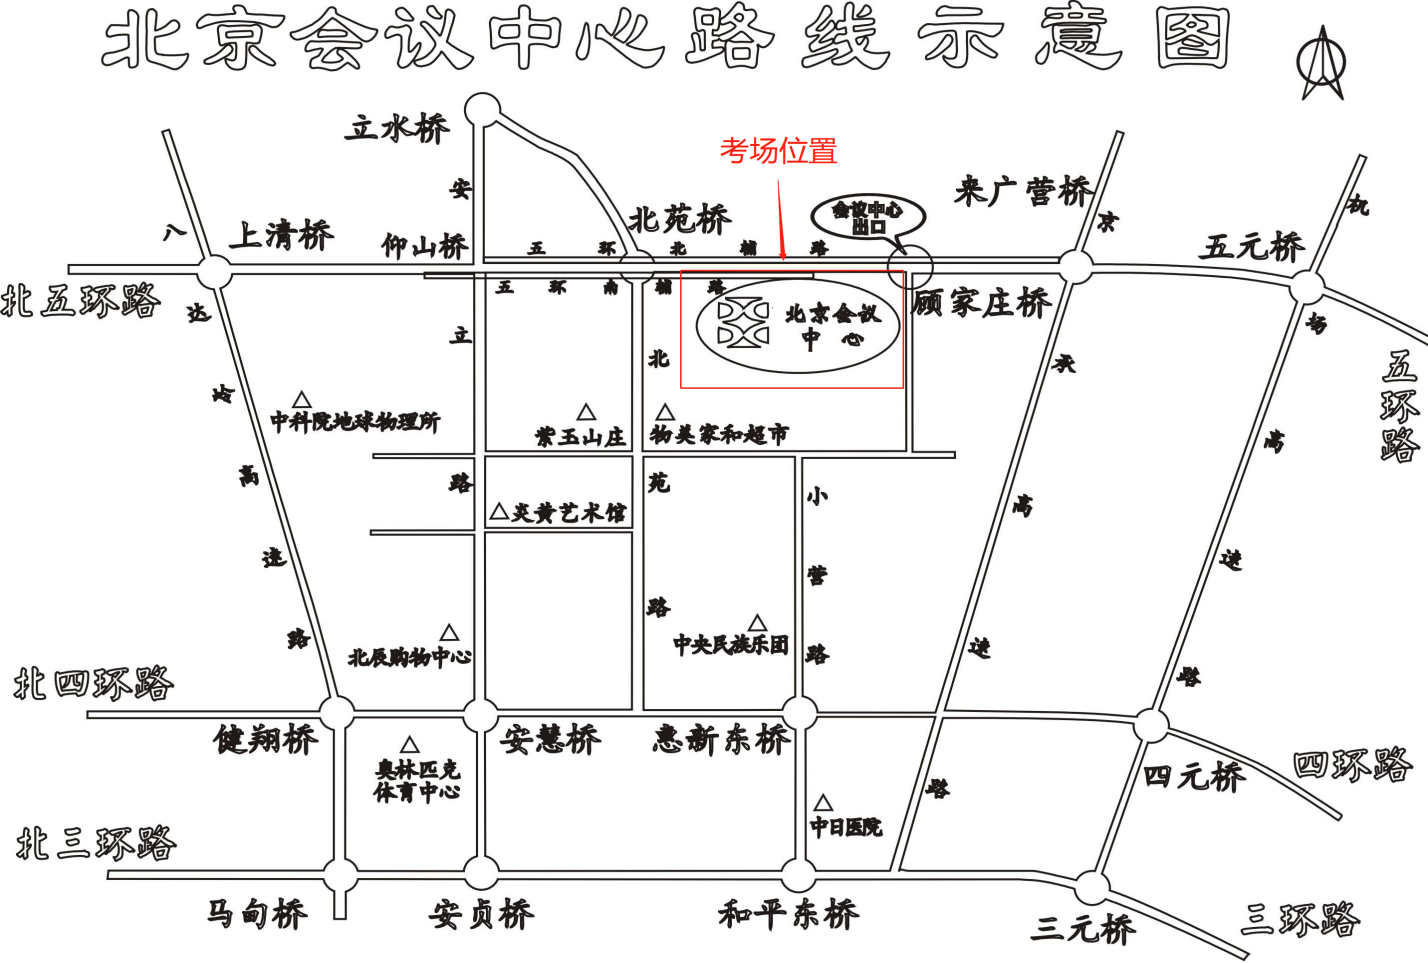 北京会议中心路线示意图
立水桥
考场位置
来广营桥
会议中心
出口
北苑桥
上清桥
仰山桥
五元桥
五环北辅路
五环南辅路
北五环路
顾家庄桥
北京会议
中心
五环路
八达岭高速路
安立路
北苑路
小营路
京承高速路
机场高速路
中科院地球物理所
紫玉山庄
物美家和超市
炎黄艺术馆
中央民族乐团
北辰购物中心
北四环路
健翔桥
安慧桥
惠新东桥
四元桥
四环路
奥林匹克
体育中心
中日医院
北三环路
马甸桥
安贞桥
和平东桥
三元桥
三环路